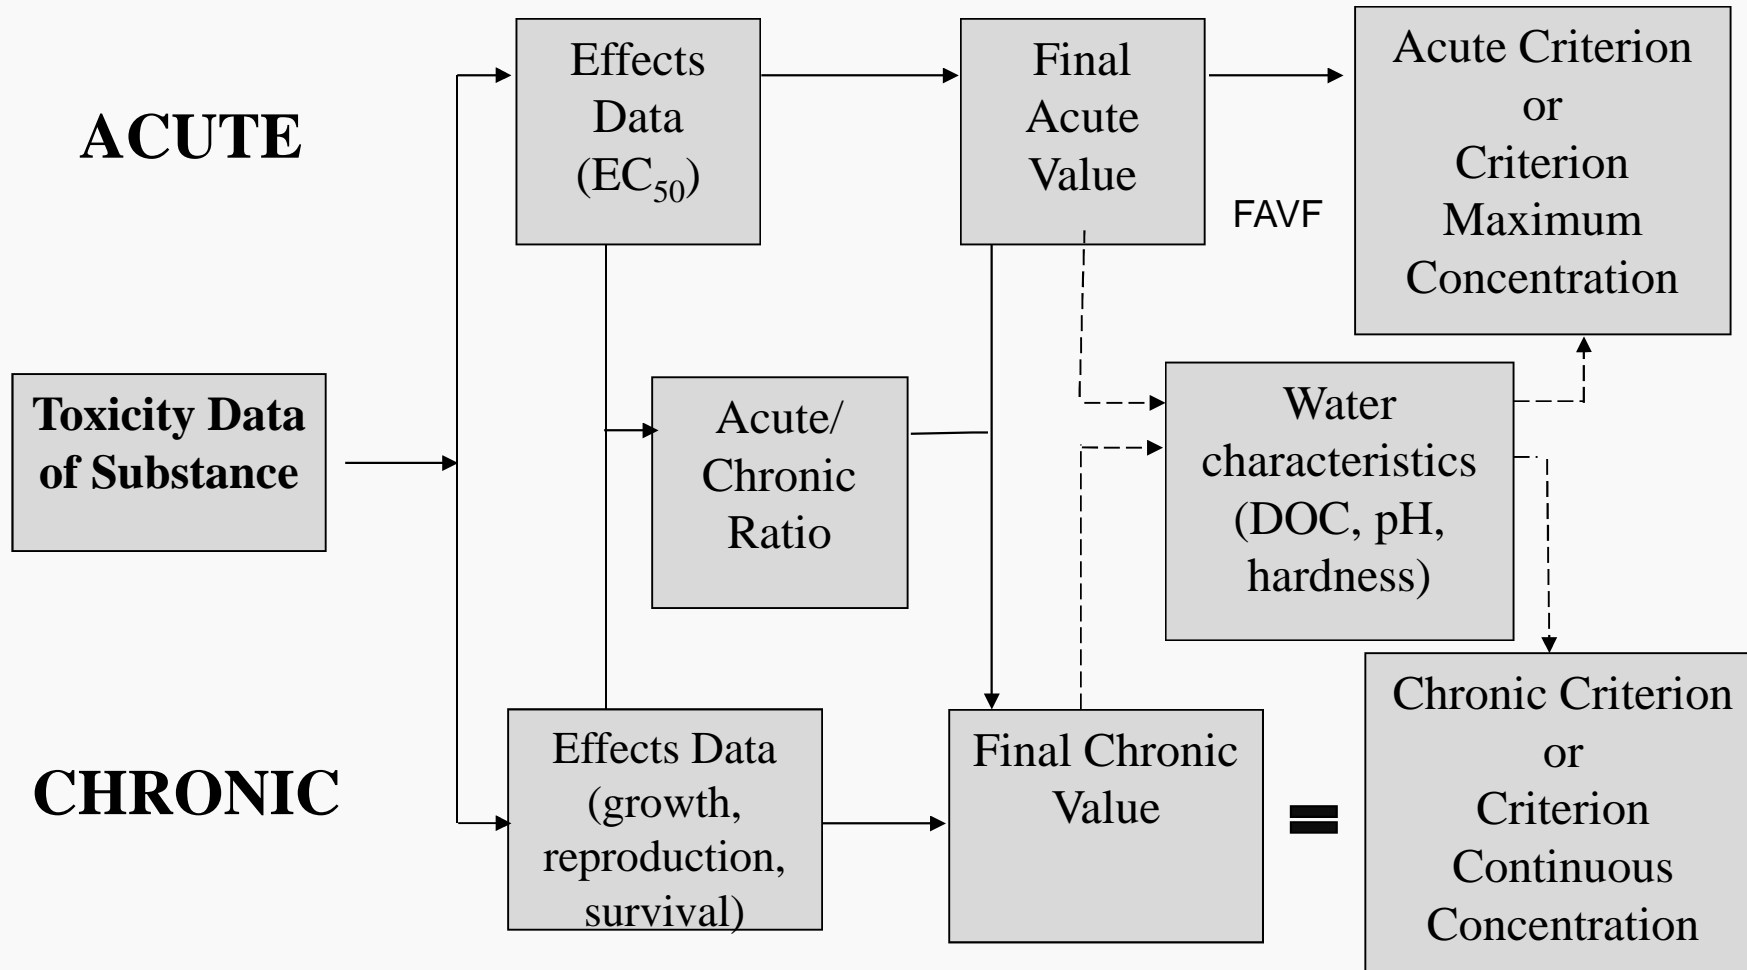 ACUTE
Effects
Data
(EC50)
Final
Acute
Value
FAVF
Acute Criterion
or
Criterion
Maximum
Concentration
Toxicity Data
of Substance
Acute/
Chronic
Ratio
Water
characteristics
(DOC, pH,
hardness)
CHRONIC
Effects Data
(growth,
reproduction,
survival)
Final Chronic
Value
=
Chronic Criterion
or
Criterion
Continuous
Concentration